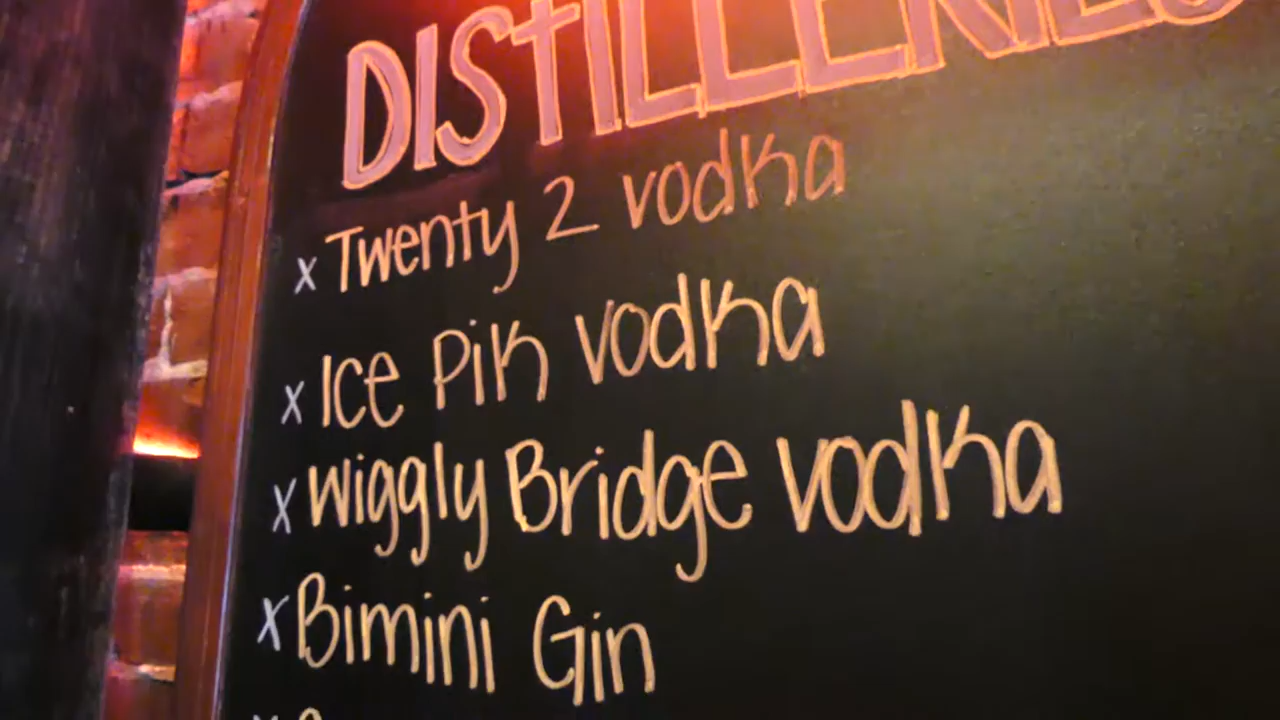 DISTILLERIES
x Twenty 2 vodka
x Ice Pik vodka
x Wiggly Bridge vodka
x Bimini Gin